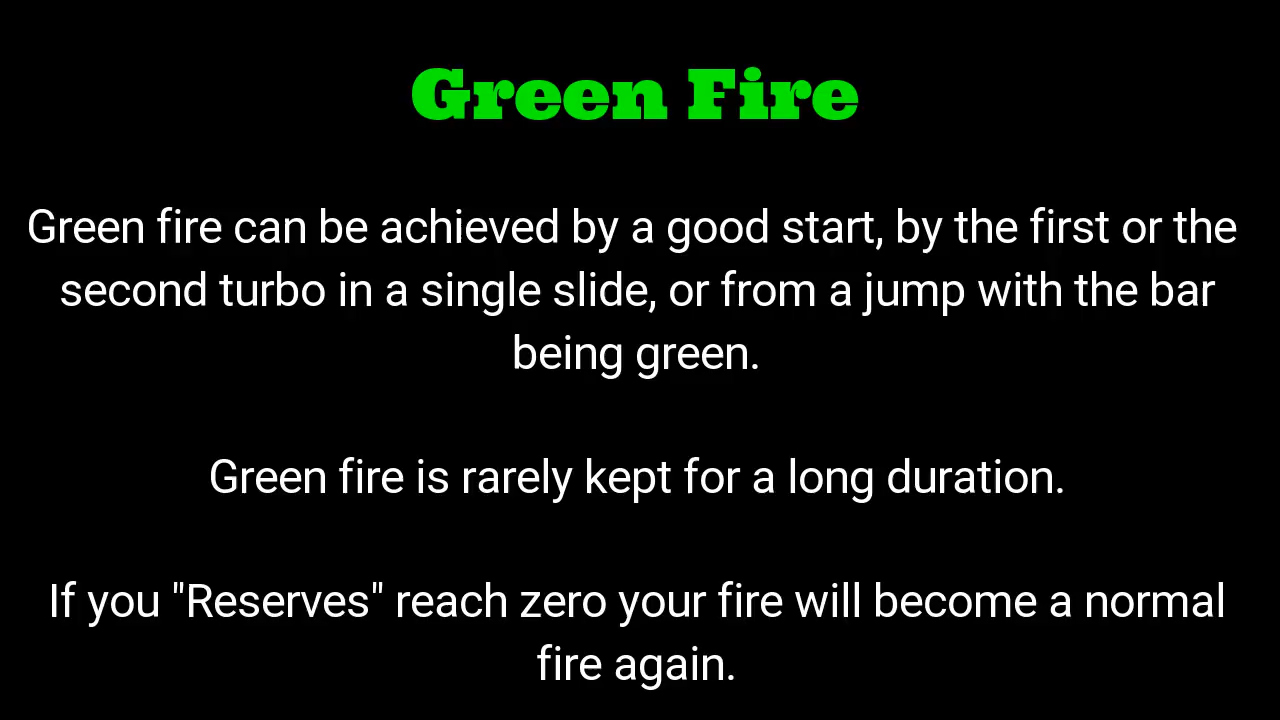 Green Fire
Green fire can be achieved by a good start, by the first or the
second turbo in a single slide, or from a jump with the bar
being green.
Green fire is rarely kept for a long duration.
If you "Reserves" reach zero your fire will become a normal
fire again.